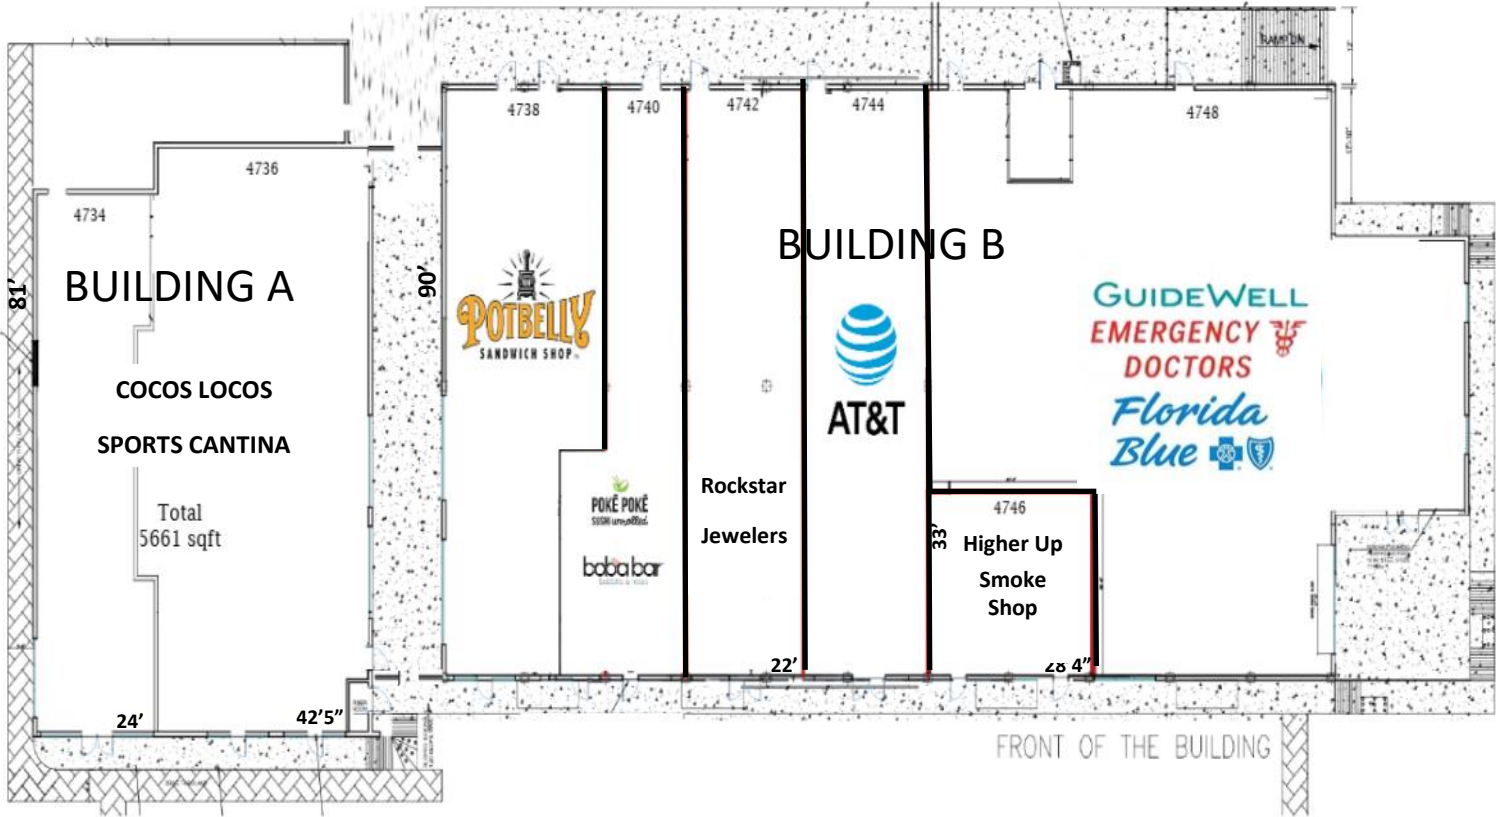 4734
4736
81'
BUILDING A
COCOS LOCOS
SPORTS CANTINA
Total
5661 sqft
24'
42'5"
4738
4740
4742
4744
4748
90'
BUILDING B
POTBELLY
SANDWICH SHOP
POKÉ POKÉ
SUSHI unrolled
boba bar
Rockstar
Jewelers
22'
AT&T
4746
33'
Higher Up
Smoke
Shop
28'4"
GUIDEWELL
EMERGENCY
DOCTORS
Florida
Blue
FRONT OF THE BUILDING